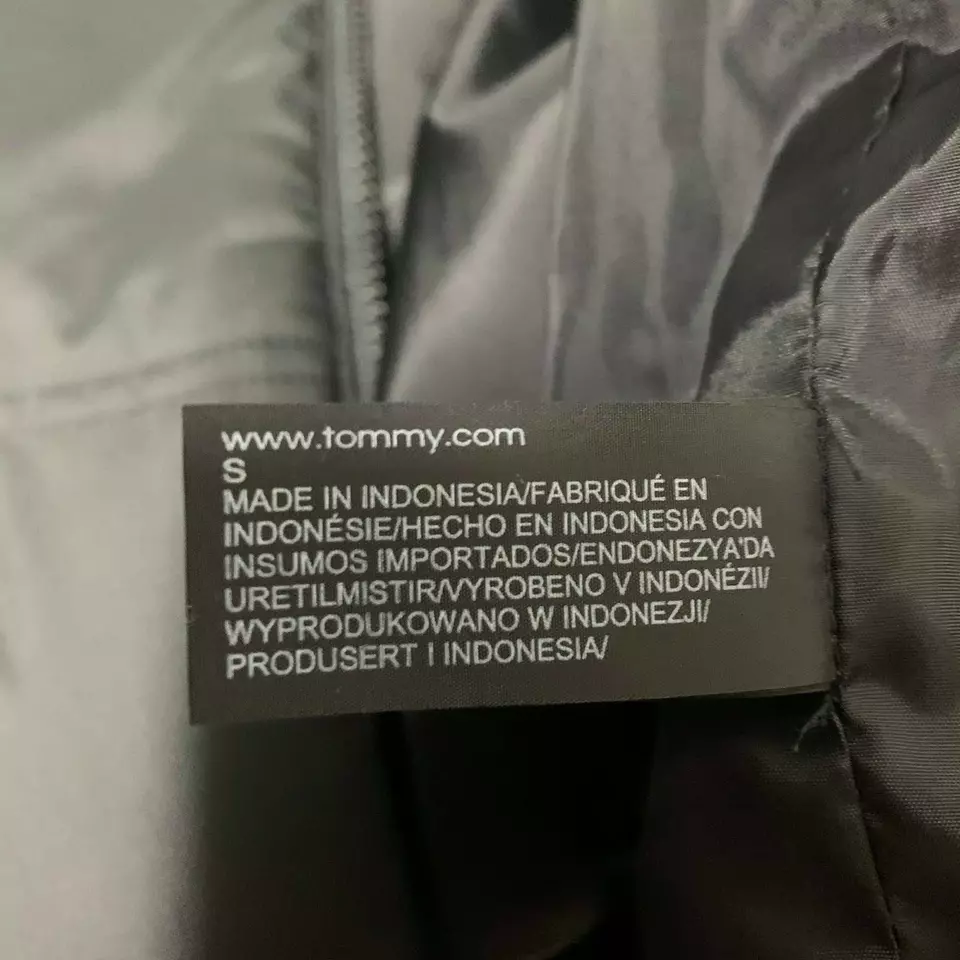 www.tommy.com
S
MADE IN INDONESIA/FABRIQUÉ EN
INDONÉSIE/HECHO EN INDONESIA CON
INSUMOS IMPORTADOS/ENDONEZYA'DA
URETILMISTIR/VYROBENO V INDONÉZII/
WYPRODUKOWANO W INDONEZJI/
PRODUSERT I INDONESIA/